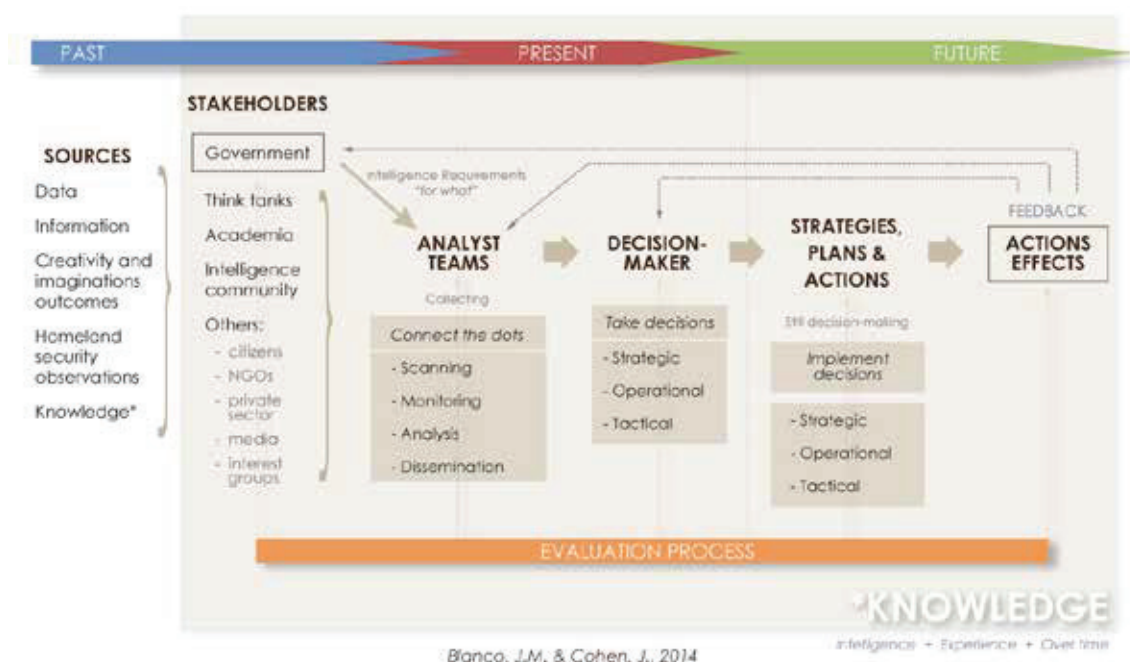 PAST
PRESENT
FUTURE
STAKEHOLDERS
SOURCES
Data
Information
Creativity and
imaginations
outcomes
Homeland
security
observations
Knowledge*
Government
Think tanks
Academia
Intelligence
community
Others:
- citizens
- NGOs
- private
sector
- media
- interest
groups
Intelligence Requirements
"for what"
ANALYST
TEAMS
Collecting
Connect the dots
- Scanning
- Monitoring
- Analysis
- Dissemination
DECISION-
MAKER
Take decisions
- Strategic
- Operational
- Tactical
STRATEGIES,
PLANS &
ACTIONS
Still decision-making
Implement
decisions
- Strategic
- Operational
- Tactical
FEEDBACK
ACTIONS
EFFECTS
EVALUATION PROCESS
*KNOWLEDGE
Intelligence + Experience + Over time
Blanco, J.M. & Cohen, J., 2014